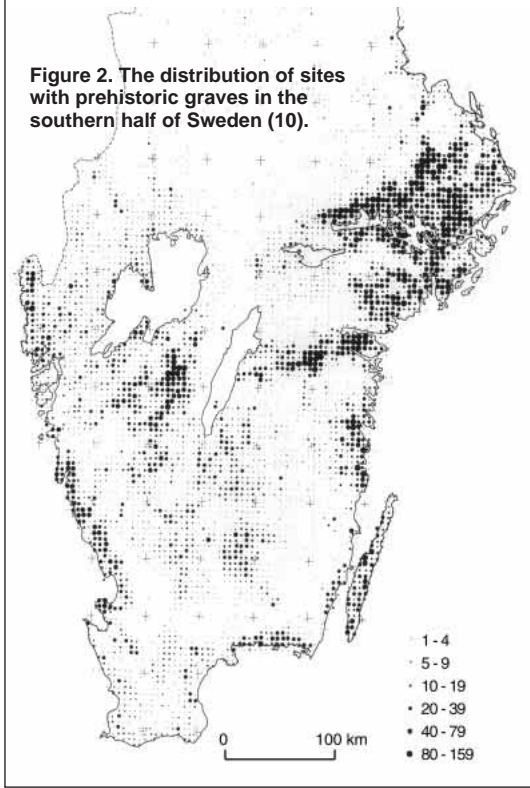 Figure 2. The distribution of sites
with prehistoric graves in the
southern half of Sweden (10).
1 - 4
5 - 9
10 - 19
20 - 39
40 - 79
80 - 159
0 100 km